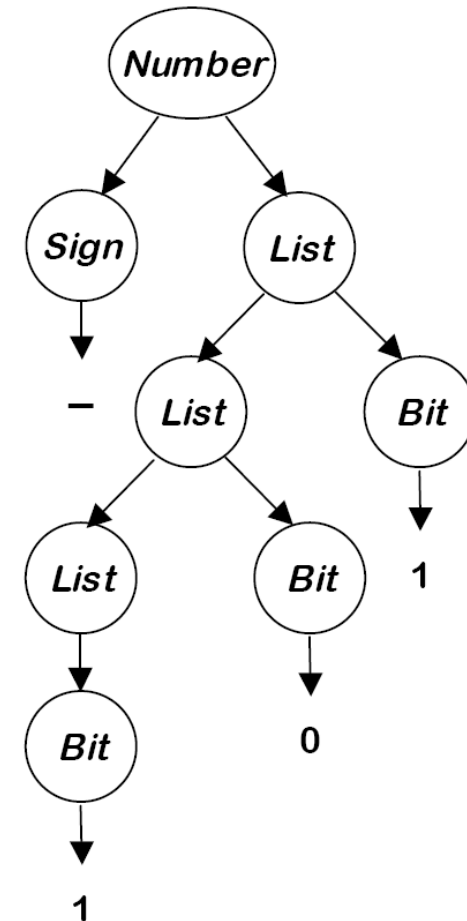 Number
Sign List
– List Bit
List Bit 1
Bit 0
1